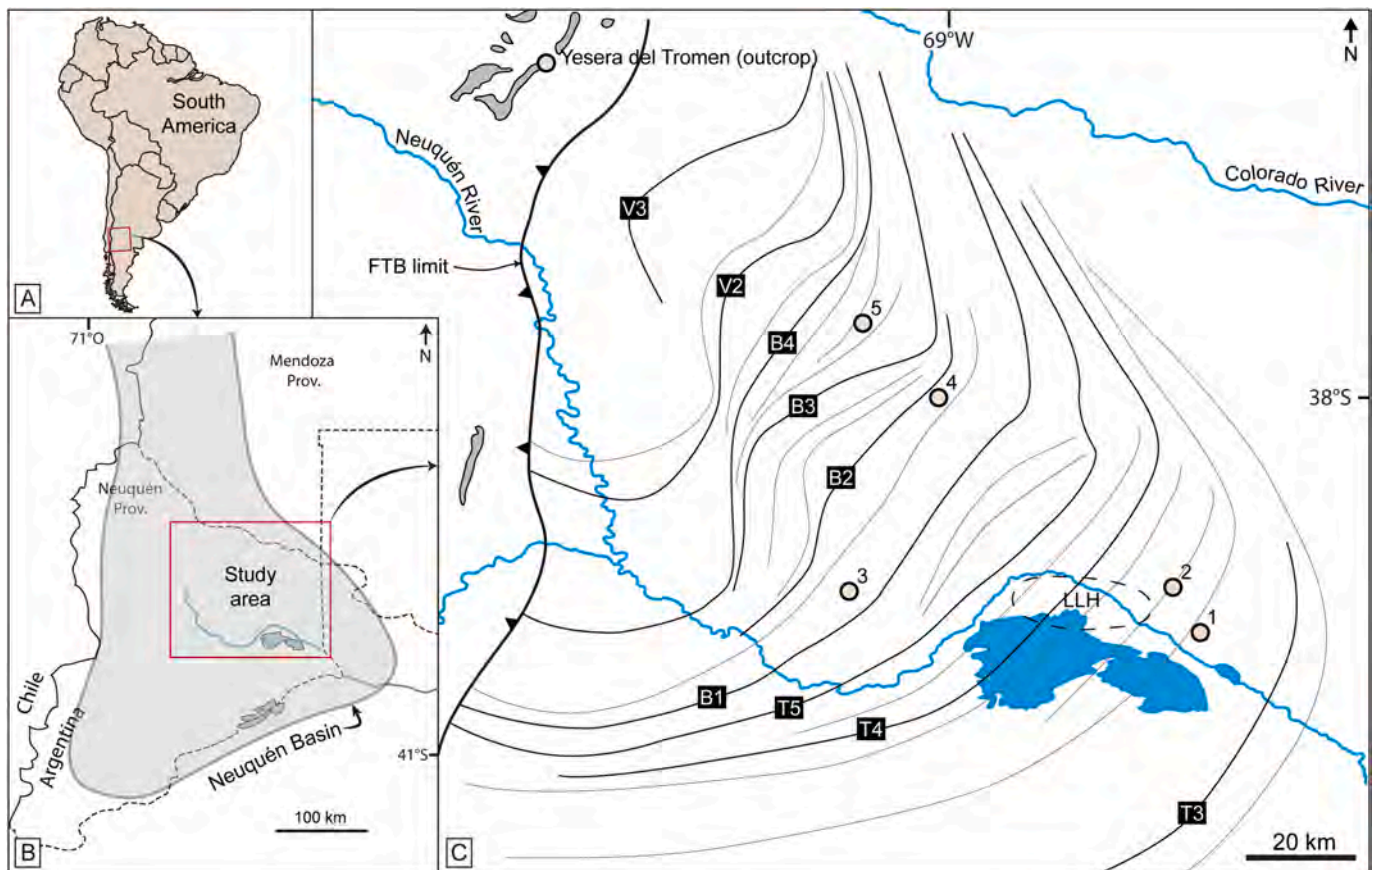 South
America
A
71°O
N
Mendoza
Prov.
Neuquén
Prov.
Study
area
Chile
Argentina
Neuquén Basin
41°S
100 km
B
69°W
N
Yesera del Tromen (outcrop)
Neuquén River
Colorado River
V3
FTB limit
V2
5
B4
38°S
4
B3
B2
3
2
LLH
1
B1
T5
T4
T3
20 km
C